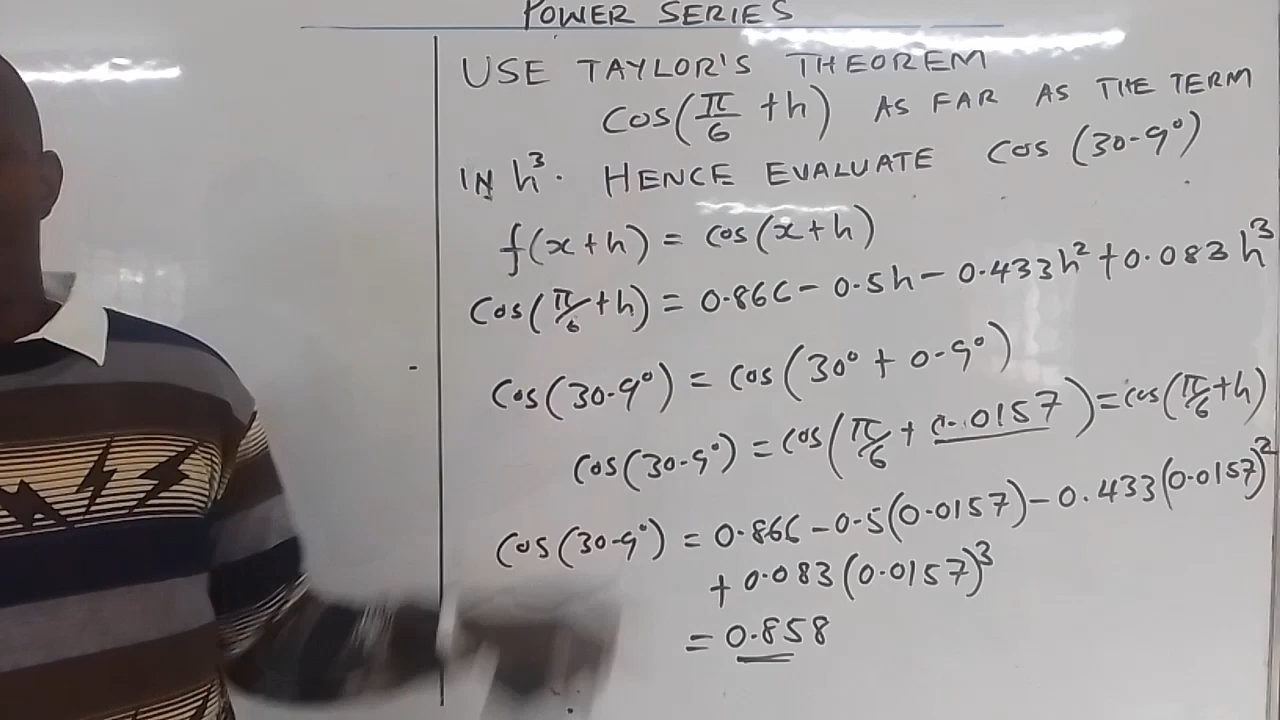 POWER SERIES
USE TAYLOR'S THEOREM
cos(π/6 + h) AS FAR AS THE TERM
IN h³. HENCE EVALUATE cos (30.9°)
f(x+h) = cos(x+h)
cos(π/6 + h) = 0.866 - 0.5h - 0.433h² + 0.083h³
cos(30.9°) = cos(30° + 0.9°)
cos(30.9°) = cos(π/6 + 0.0157) = cos(π/6 + h)
cos(30.9°) = 0.866 - 0.5(0.0157) - 0.433(0.0157)²
+ 0.083(0.0157)³
= 0.858